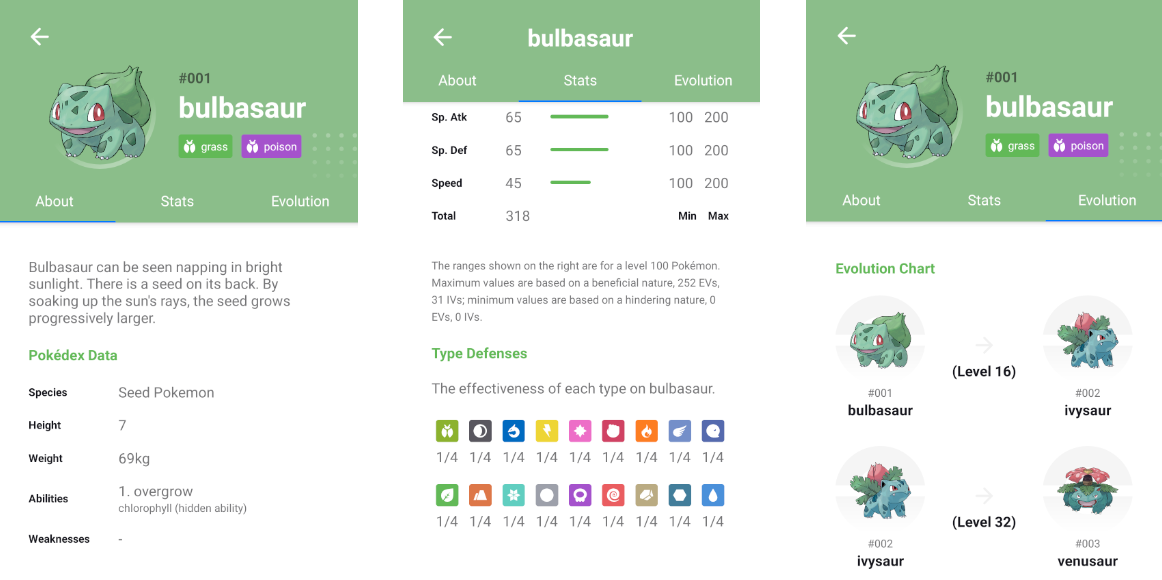 #001
bulbasaur
grass poison
About Stats Evolution
Bulbasaur can be seen napping in bright
sunlight. There is a seed on its back. By
soaking up the sun's rays, the seed grows
progressively larger.
Pokédex Data
Species Seed Pokemon
Height 7
Weight 69kg
Abilities 1. overgrow
chlorophyll (hidden ability)
Weaknesses -
bulbasaur
About Stats Evolution
Sp. Atk 65 100 200
Sp. Def 65 100 200
Speed 45 100 200
Total 318 Min Max
The ranges shown on the right are for a level 100 Pokémon.
Maximum values are based on a beneficial nature, 252 EVs,
31 IVs; minimum values are based on a hindering nature, 0
EVs, 0 IVs.
Type Defenses
The effectiveness of each type on bulbasaur.
1/4 1/4 1/4 1/4 1/4 1/4 1/4 1/4 1/4
1/4 1/4 1/4 1/4 1/4 1/4 1/4 1/4 1/4
#001
bulbasaur
grass poison
About Stats Evolution
Evolution Chart
(Level 16)
#001 #002
bulbasaur ivysaur
(Level 32)
#002 #003
ivysaur venusaur